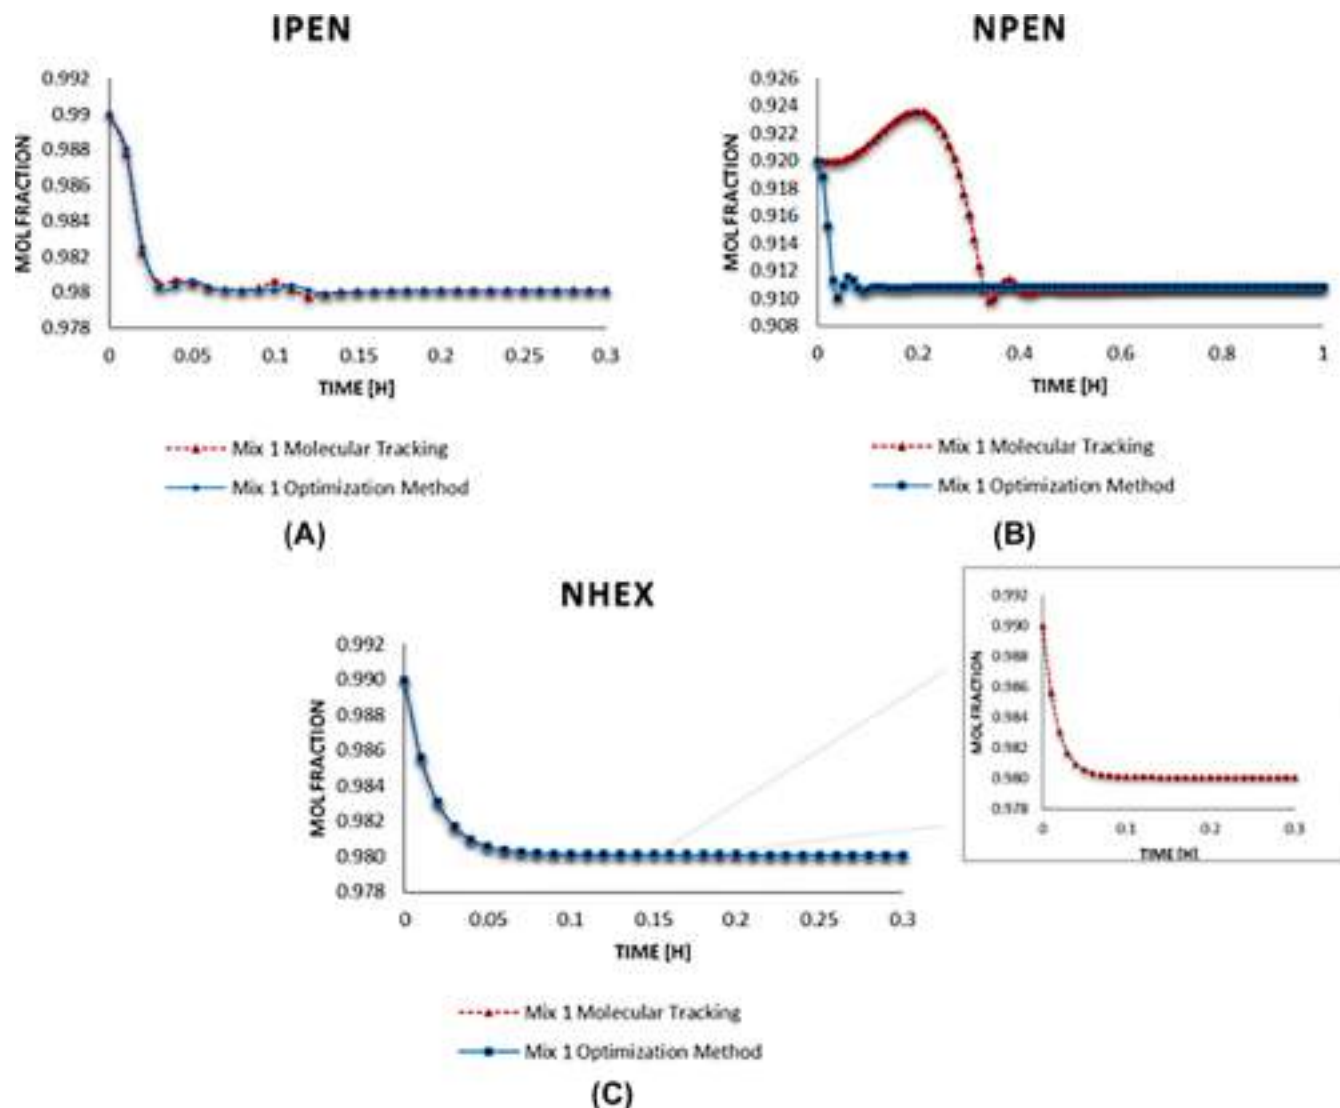 IPEN
MOL FRACTION
0.992
0.99
0.988
0.986
0.984
0.982
0.98
0.978
0 0.05 0.1 0.15 0.2 0.25 0.3
TIME [H]
Mix 1 Molecular Tracking
Mix 1 Optimization Method
(A)
NPEN
MOL FRACTION
0.926
0.924
0.922
0.920
0.918
0.916
0.914
0.912
0.910
0.908
0 0.2 0.4 0.6 0.8 1
TIME [H]
Mix 1 Molecular Tracking
Mix 1 Optimization Method
(B)
NHEX
MOL FRACTION
0.992
0.990
0.988
0.986
0.984
0.982
0.980
0.978
0 0.05 0.1 0.15 0.2 0.25 0.3
TIME [H]
Mix 1 Molecular Tracking
Mix 1 Optimization Method
(C)
MOL FRACTION
0.992
0.990
0.988
0.986
0.984
0.982
0.980
0.978
0 0.1 0.2 0.3
TIME [H]